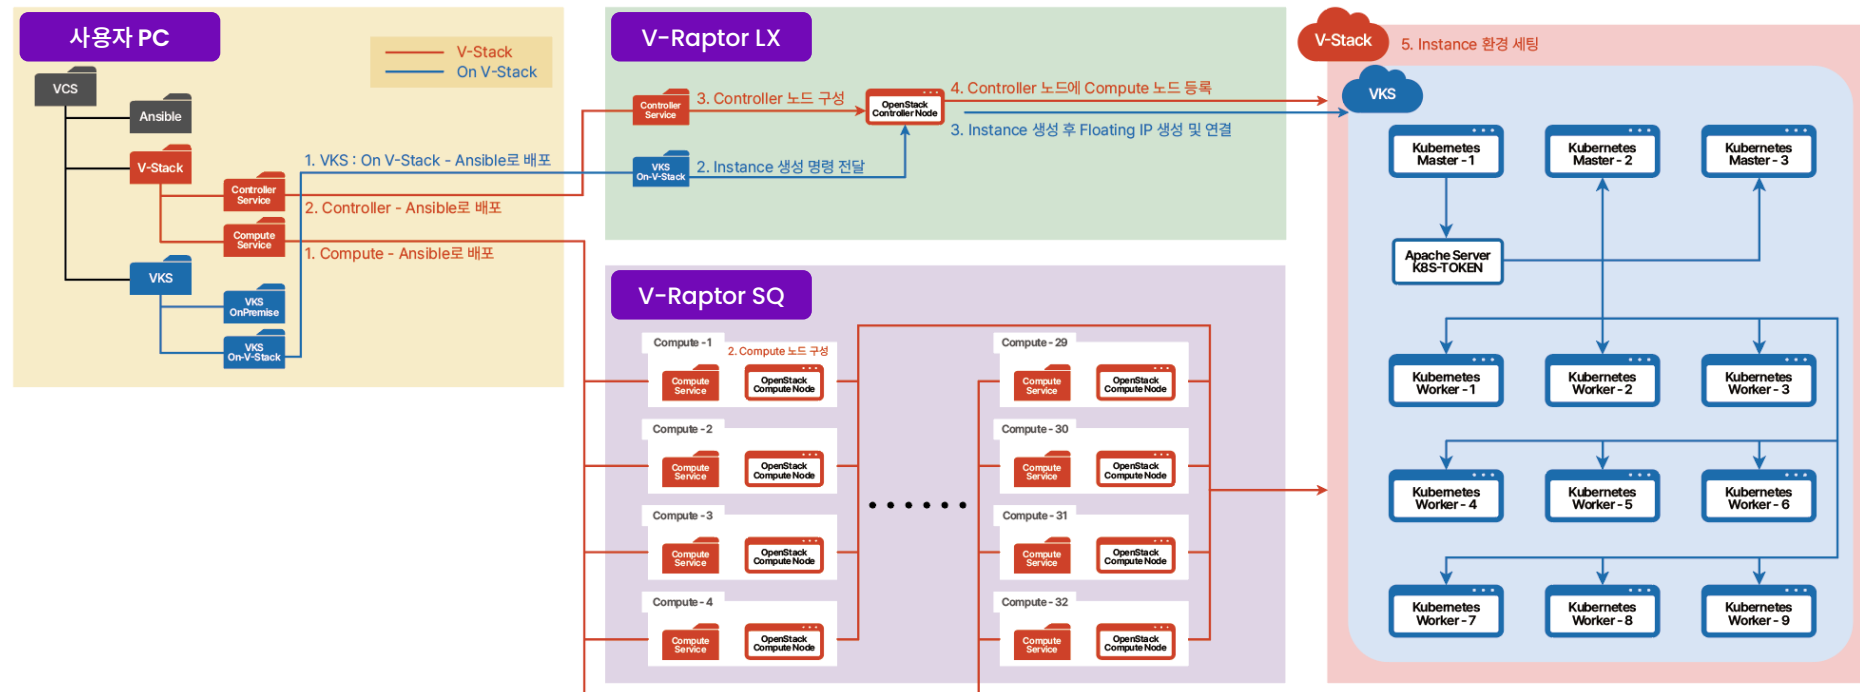 사용자 PC
V-Stack
On V-Stack
VCS
Ansible
V-Stack
Controller
Service
Compute
Service
VKS
VKS
OnPremise
VKS
On-V-Stack
1. VKS : On V-Stack - Ansible로 배포
2. Controller - Ansible로 배포
1. Compute - Ansible로 배포
V-Raptor LX
Controller
Service
3. Controller 노드 구성
OpenStack
Controller Node
4. Controller 노드에 Compute 노드 등록
3. Instance 생성 후 Floating IP 생성 및 연결
VKS
On-V-Stack
2. Instance 생성 명령 전달
V-Raptor SQ
Compute - 1
2. Compute 노드 구성
Compute
Service
OpenStack
Compute Node
Compute - 2
Compute
Service
OpenStack
Compute Node
Compute - 3
Compute
Service
OpenStack
Compute Node
Compute - 4
Compute
Service
OpenStack
Compute Node
Compute - 29
Compute
Service
OpenStack
Compute Node
Compute - 30
Compute
Service
OpenStack
Compute Node
Compute - 31
Compute
Service
OpenStack
Compute Node
Compute - 32
Compute
Service
OpenStack
Compute Node
V-Stack
5. Instance 환경 세팅
VKS
Kubernetes
Master - 1
Kubernetes
Master - 2
Kubernetes
Master - 3
Apache Server
K8S-TOKEN
Kubernetes
Worker - 1
Kubernetes
Worker - 2
Kubernetes
Worker - 3
Kubernetes
Worker - 4
Kubernetes
Worker - 5
Kubernetes
Worker - 6
Kubernetes
Worker - 7
Kubernetes
Worker - 8
Kubernetes
Worker - 9